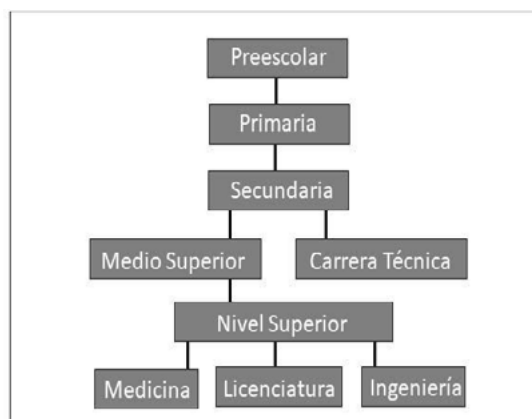 Preescolar
Primaria
Secundaria
Medio Superior
Carrera Técnica
Nivel Superior
Medicina
Licenciatura
Ingeniería